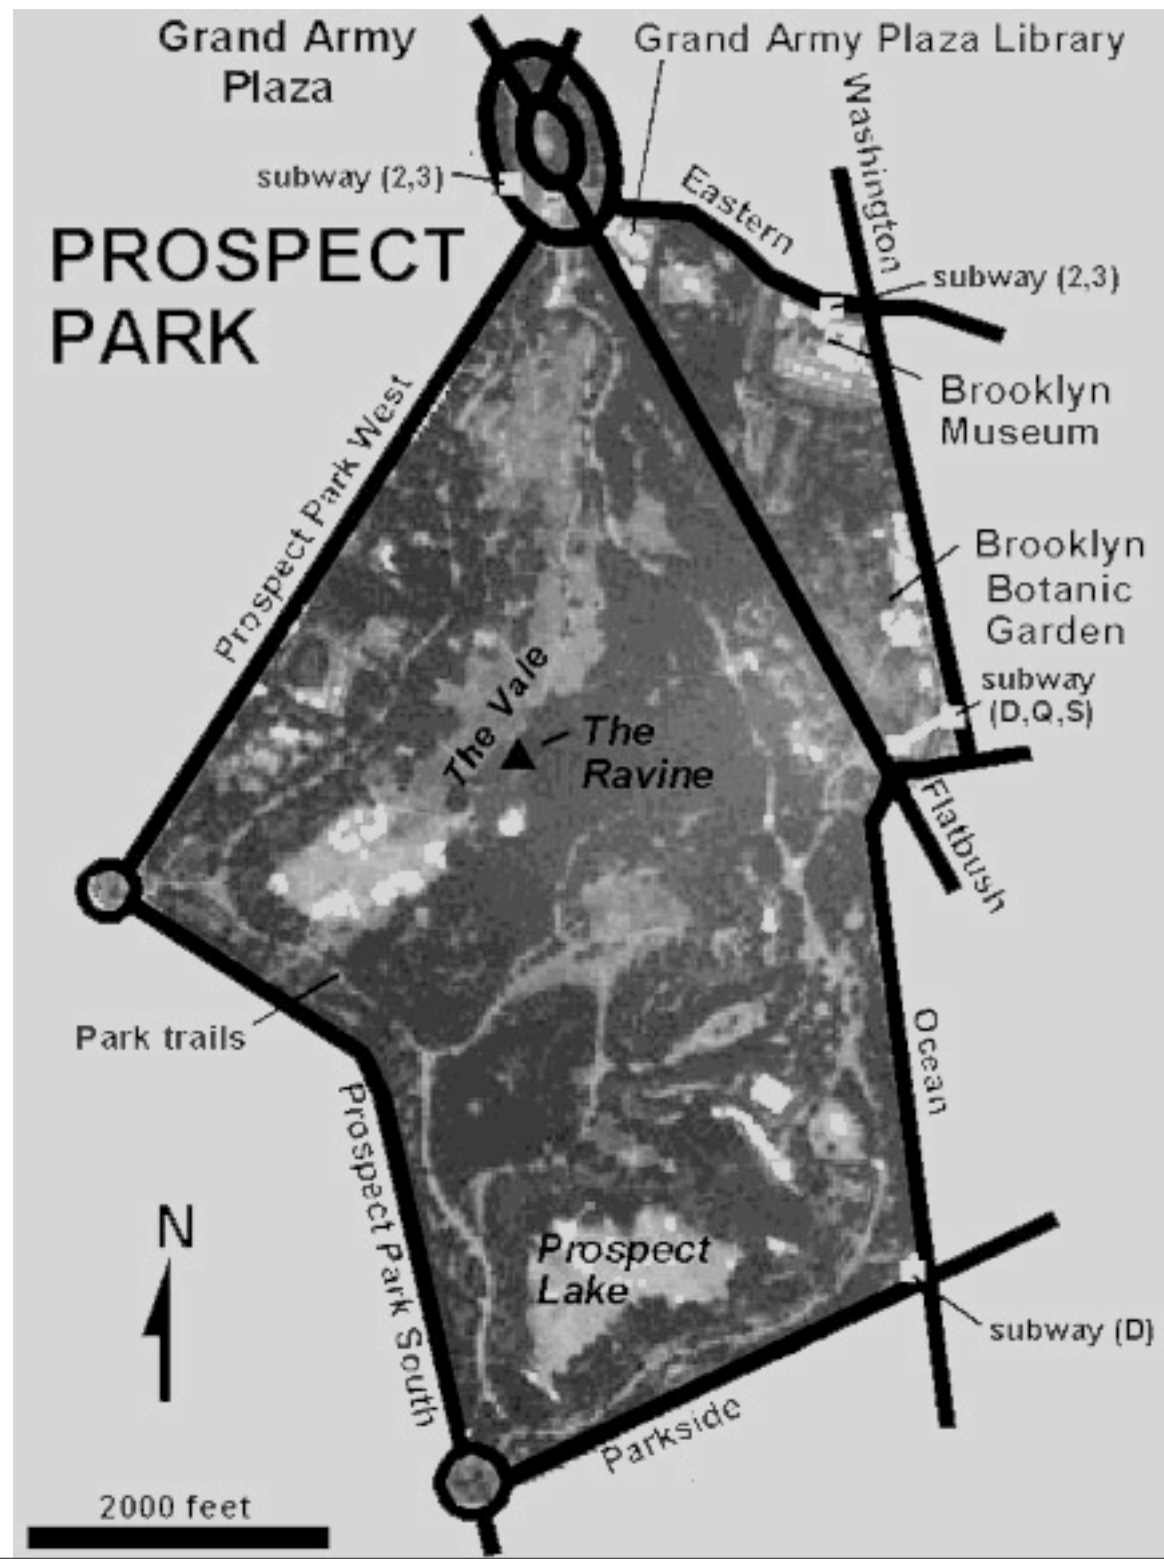 Grand Army
Plaza
Grand Army Plaza Library
Washington
subway (2,3)
Eastern
PROSPECT
PARK
subway (2,3)
Brooklyn
Museum
Prospect Park West
Brooklyn
Botanic
Garden
The Vale
subway
(D,Q,S)
The
Ravine
Flatbush
Park trails
Ocean
Prospect Park South
N
Prospect
Lake
subway (D)
Parkside
2000 feet